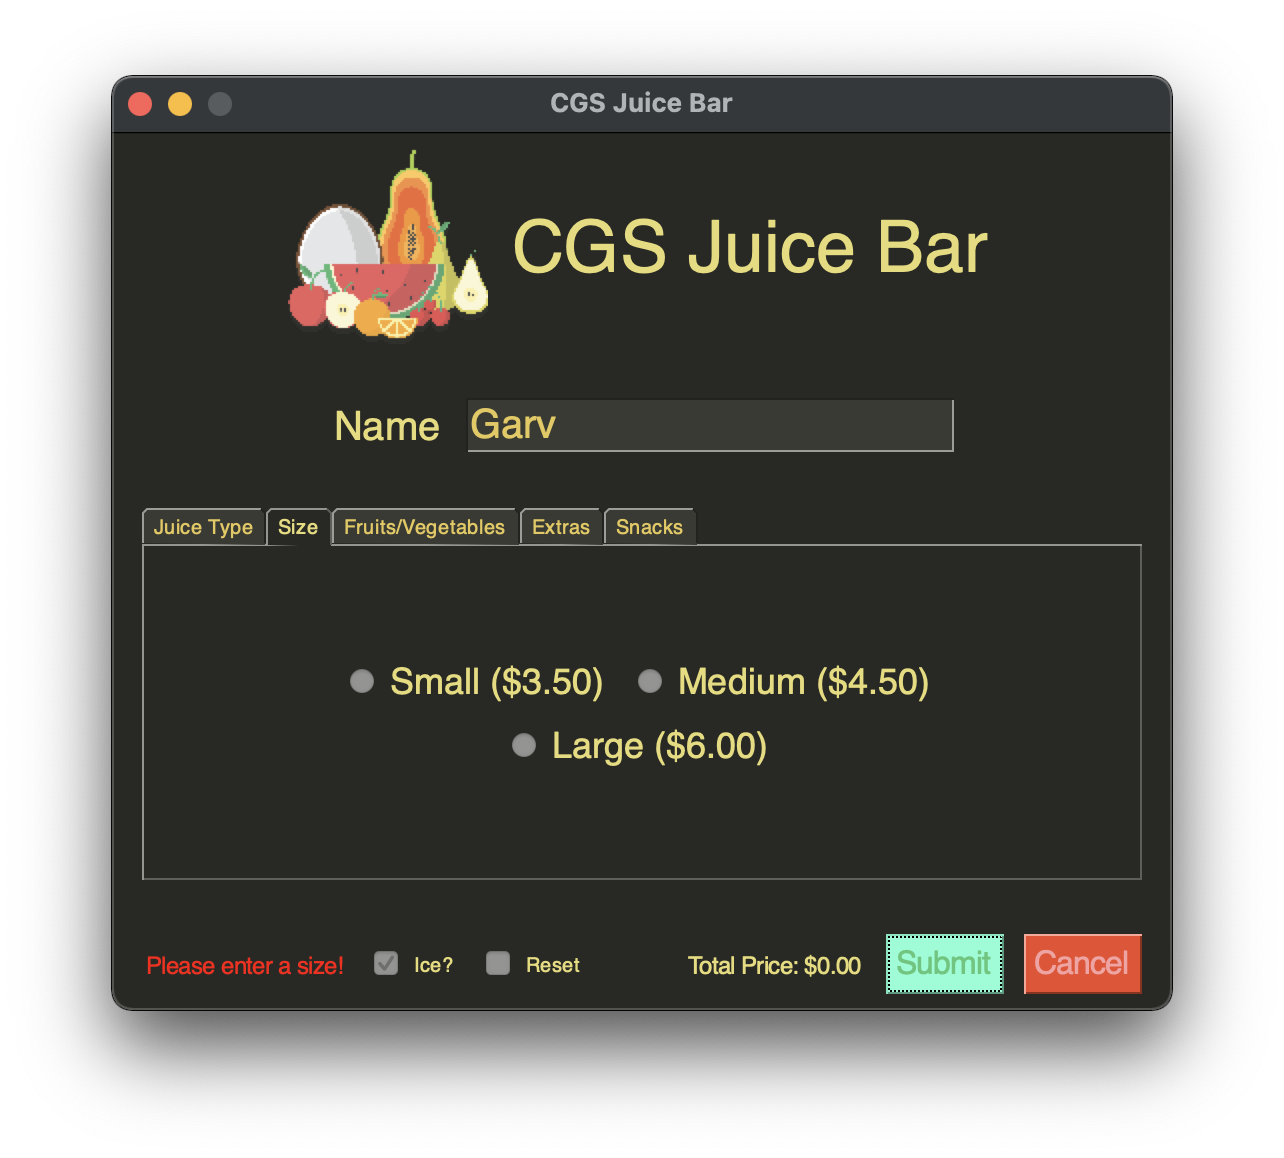 CGS Juice Bar
CGS Juice Bar
Name Garv
Juice Type Size Fruits/Vegetables Extras Snacks
Small ($3.50) Medium ($4.50)
Large ($6.00)
Please enter a size! Ice? Reset Total Price: $0.00 Submit Cancel